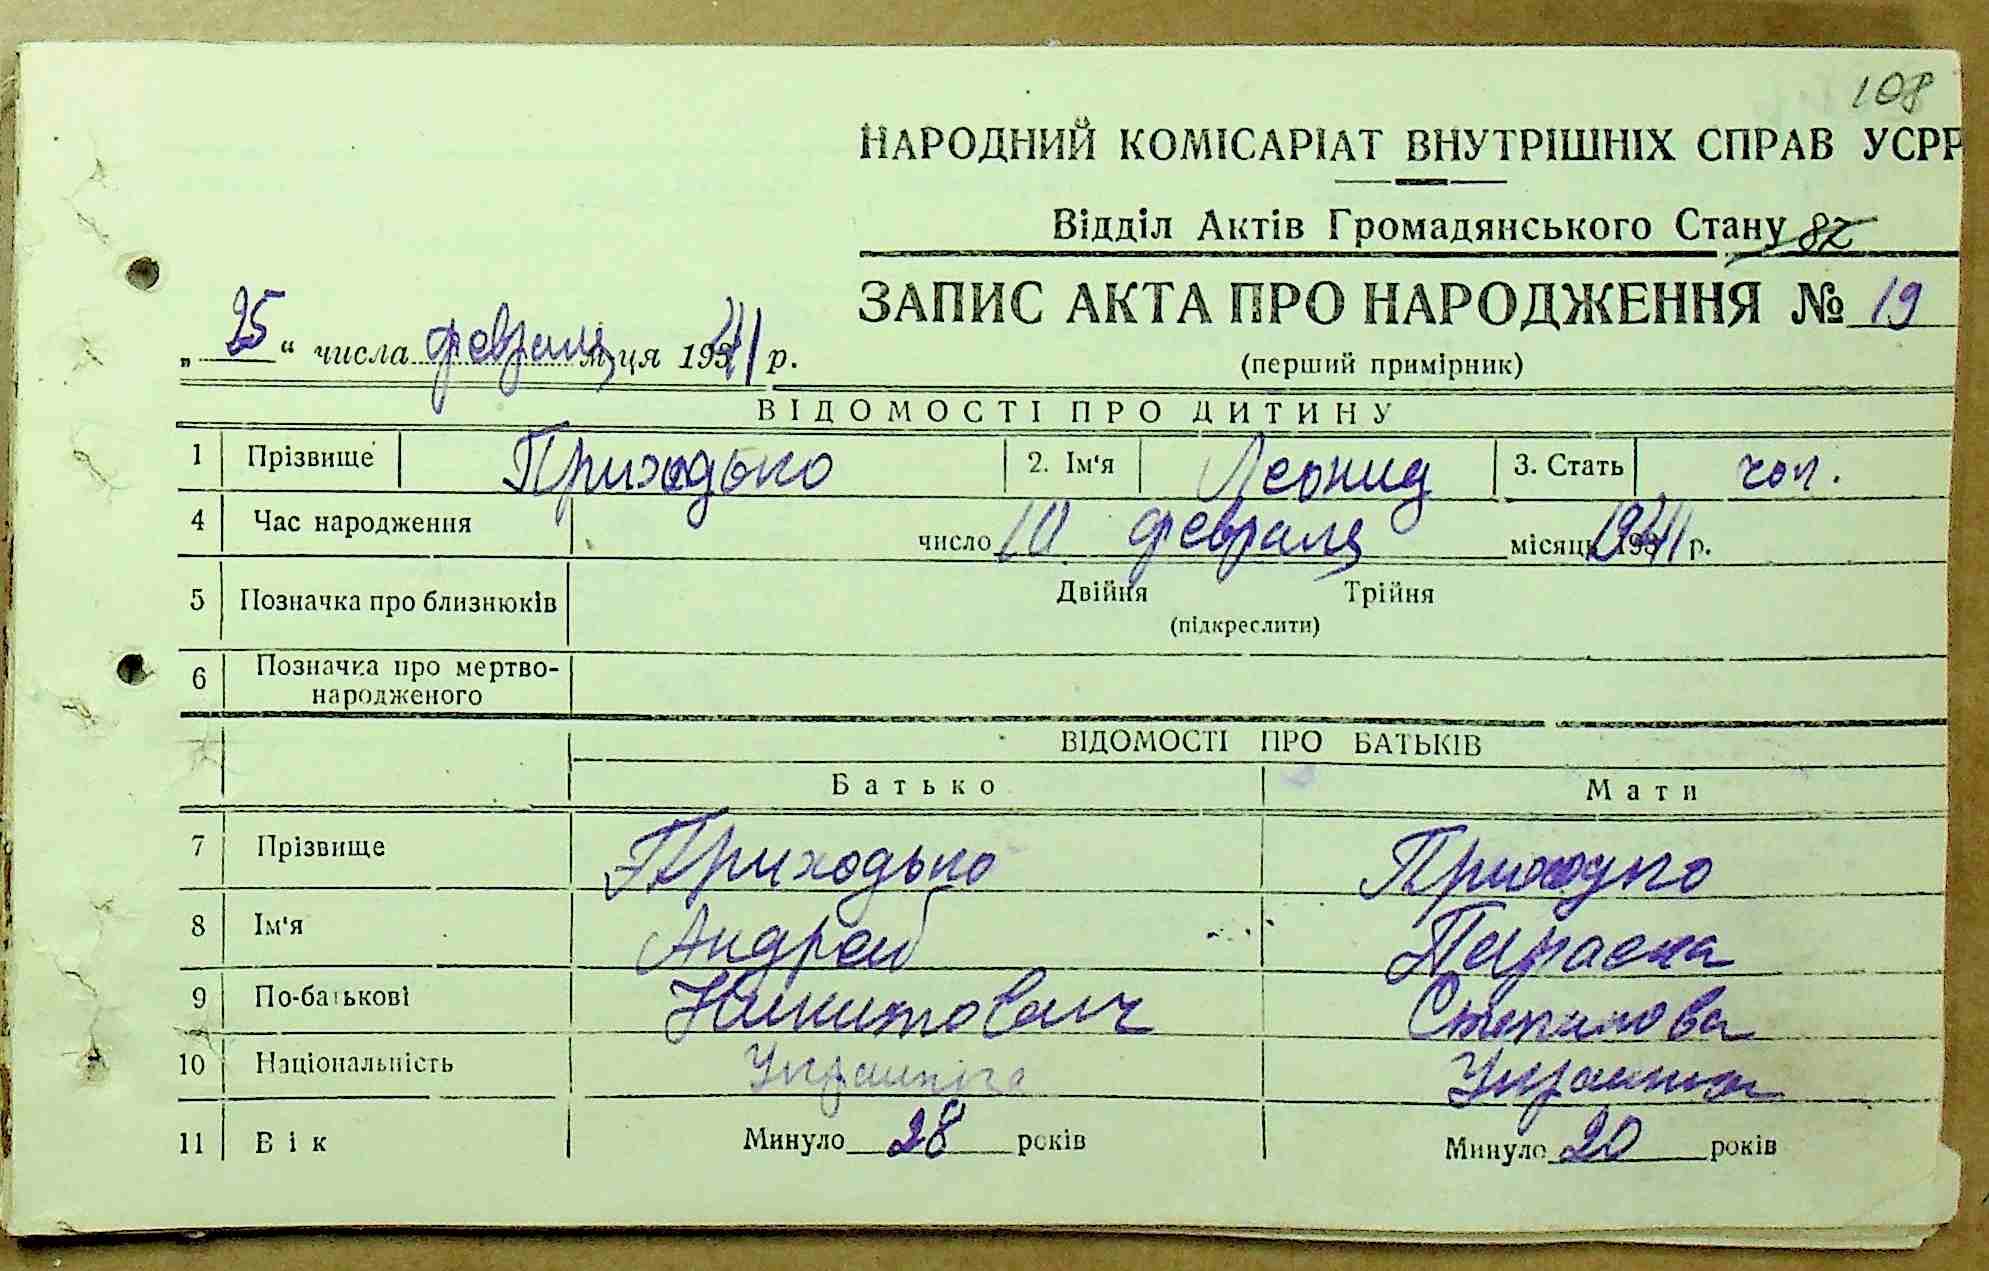 108
НАРОДНИЙ КОМІСАРІАТ ВНУТРІШНІХ СПРАВ УСРР
Відділ Актів Громадянського Стану 82
ЗАПИС АКТА ПРО НАРОДЖЕННЯ № 19
(перший примірник)
„25“ числа февраля м-ця 1941 р.
ВІДОМОСТІ ПРО ДИТИНУ
1 Прізвище Приходько 2. Ім'я Леонид 3. Стать чол.
4 Час народження число 10 февраля місяць 1941 р.
5 Позначка про близнюків Двійня Трійня
(підкреслити)
6 Позначка про мертво-
народженого
ВІДОМОСТІ ПРО БАТЬКІВ
Батько Мати
7 Прізвище Приходько Приходько
8 Ім'я Андрей Параска
9 По-батькові Никитович Степанова
10 Національність Украинка
11 Вік Минуло 28 років Минуло 20 років